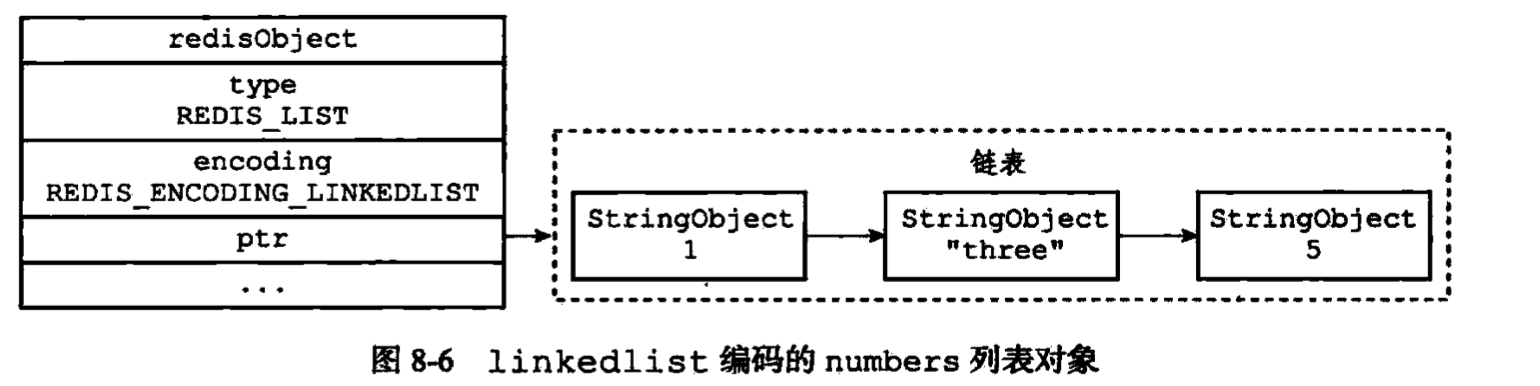 redisObject
type
REDIS_LIST
encoding
REDIS_ENCODING_LINKEDLIST
ptr
...
链表
StringObject
1
StringObject
"three"
StringObject
5
图 8-6 linkedlist 编码的 numbers 列表对象